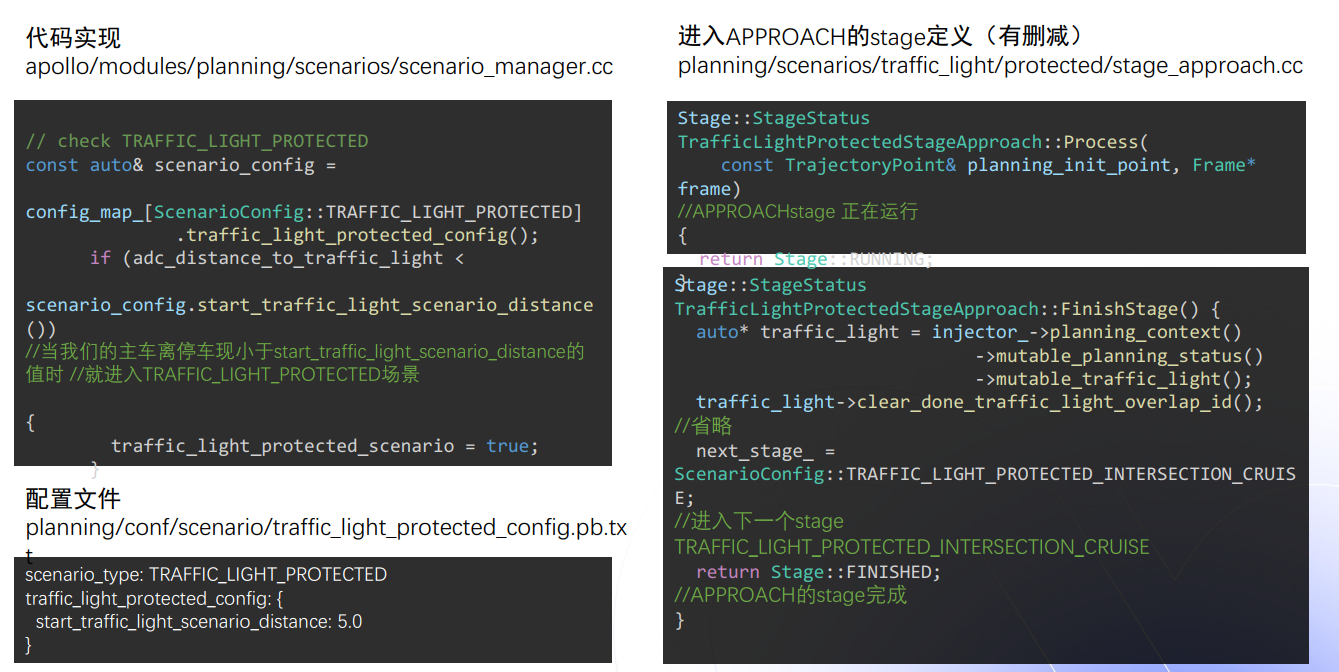 代码实现
apollo/modules/planning/scenarios/scenario_manager.cc
// check TRAFFIC_LIGHT_PROTECTED
const auto& scenario_config =
config_map_[ScenarioConfig::TRAFFIC_LIGHT_PROTECTED]
.traffic_light_protected_config();
if (adc_distance_to_traffic_light <
scenario_config.start_traffic_light_scenario_distance
())
//当我们的主车离停车现小于start_traffic_light_scenario_distance的
值时 //就进入TRAFFIC_LIGHT_PROTECTED场景
{
traffic_light_protected_scenario = true;
}
配置文件
planning/conf/scenario/traffic_light_protected_config.pb.tx
t
scenario_type: TRAFFIC_LIGHT_PROTECTED
traffic_light_protected_config: {
start_traffic_light_scenario_distance: 5.0
}
进入APPROACH的stage定义（有删减）
planning/scenarios/traffic_light/protected/stage_approach.cc
Stage::StageStatus
TrafficLightProtectedStageApproach::Process(
const TrajectoryPoint& planning_init_point, Frame*
frame)
//APPROACHstage 正在运行
{
return Stage::RUNNING;
}
Stage::StageStatus
TrafficLightProtectedStageApproach::FinishStage() {
auto* traffic_light = injector_->planning_context()
->mutable_planning_status()
->mutable_traffic_light();
traffic_light->clear_done_traffic_light_overlap_id();
//省略
next_stage_ =
ScenarioConfig::TRAFFIC_LIGHT_PROTECTED_INTERSECTION_CRUIS
E;
//进入下一个stage
TRAFFIC_LIGHT_PROTECTED_INTERSECTION_CRUISE
return Stage::FINISHED;
//APPROACH的stage完成
}